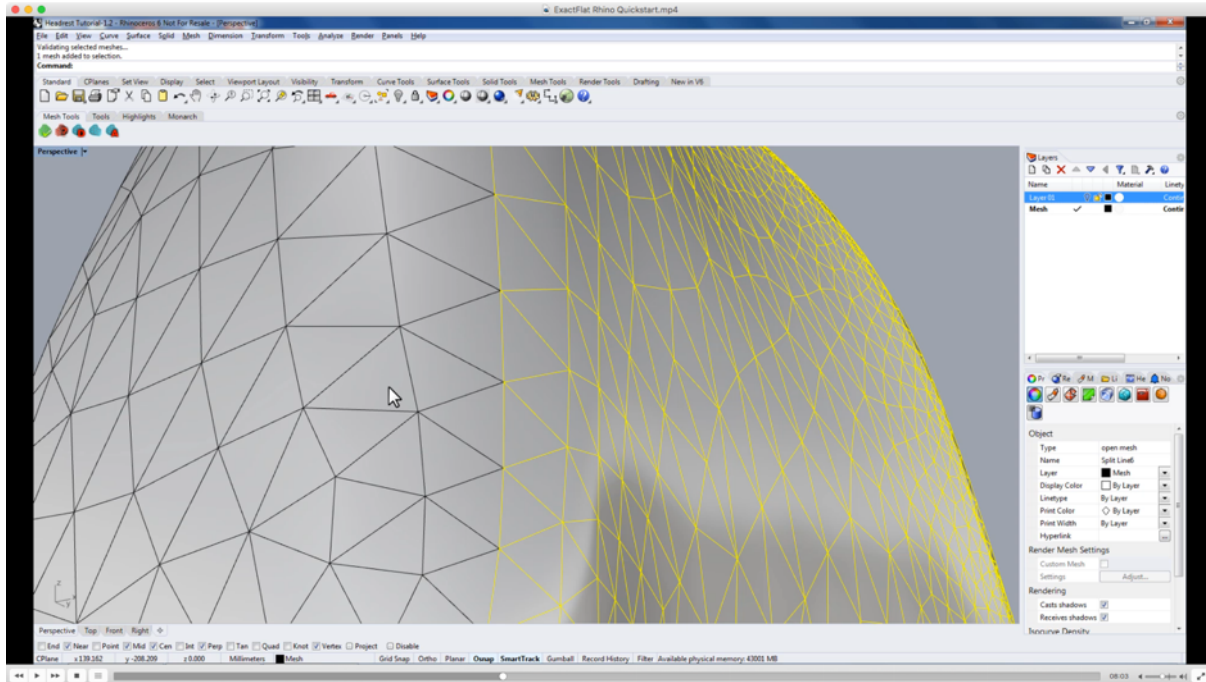 ExactFlat Rhino Quickstart.mp4
Headrest Tutorial-1.2 - Rhinoceros 6 Not For Resale - [Perspective]
File Edit View Curve Surface Solid Mesh Dimension Transform Tools Analyze Render Panels Help
Validating selected meshes...
1 mesh added to selection.
Command:
Standard CPlanes Set View Display Select Viewport Layout Visibility Transform Curve Tools Surface Tools Solid Tools Mesh Tools Render Tools Drafting New in V6
Mesh Tools Tools Highlights Monarch
Perspective
Layers
Name Material Linety
Layer 01 Contin
Mesh Contin
Pr Re M Li He No
Object
Type open mesh
Name Split Line6
Layer Mesh
Display Color By Layer
Linetype By Layer
Print Color By Layer
Print Width By Layer
Hyperlink
Render Mesh Settings
Custom Mesh
Settings Adjust...
Rendering
Casts shadows
Receives shadows
Isocurve Density
z
y
x
Perspective Top Front Right
End Near Point Mid Cen Int Perp Tan Quad Knot Vertex Project Disable
CPlane x 139.162 y -208.209 z 0.000 Millimeters Mesh Grid Snap Ortho Planar Osnap SmartTrack Gumball Record History Filter Available physical memory: 43001 MB
08:03